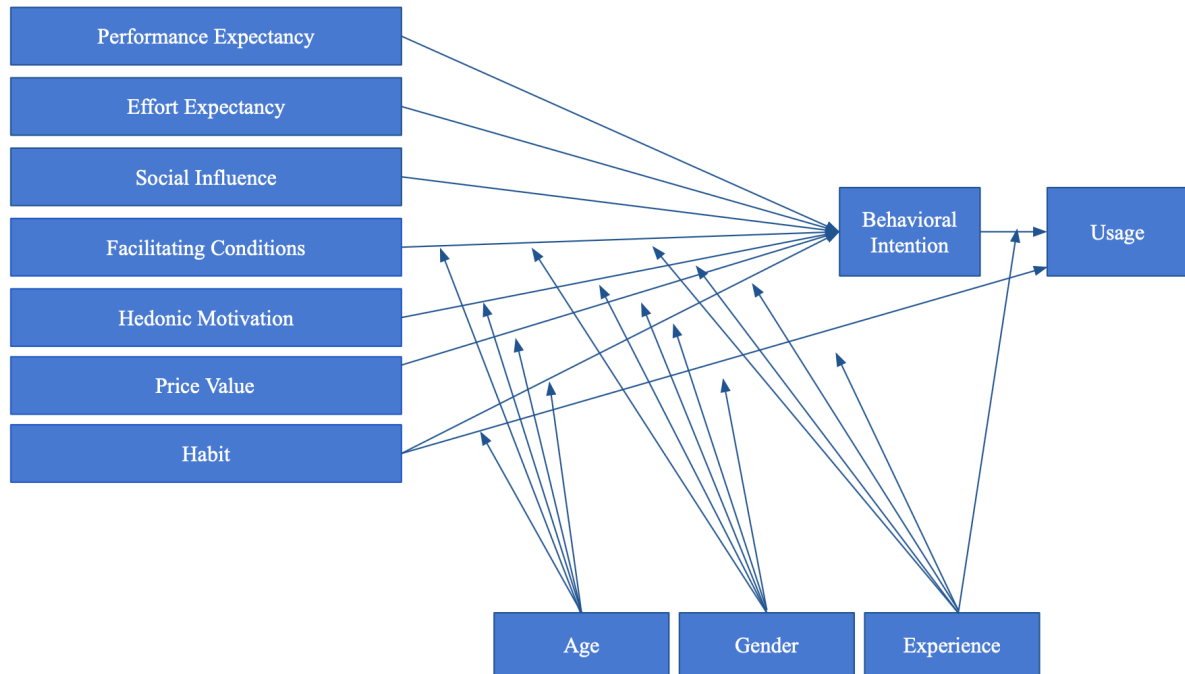 Performance Expectancy
Effort Expectancy
Social Influence
Facilitating Conditions
Hedonic Motivation
Price Value
Habit
Behavioral
Intention
Usage
Age
Gender
Experience